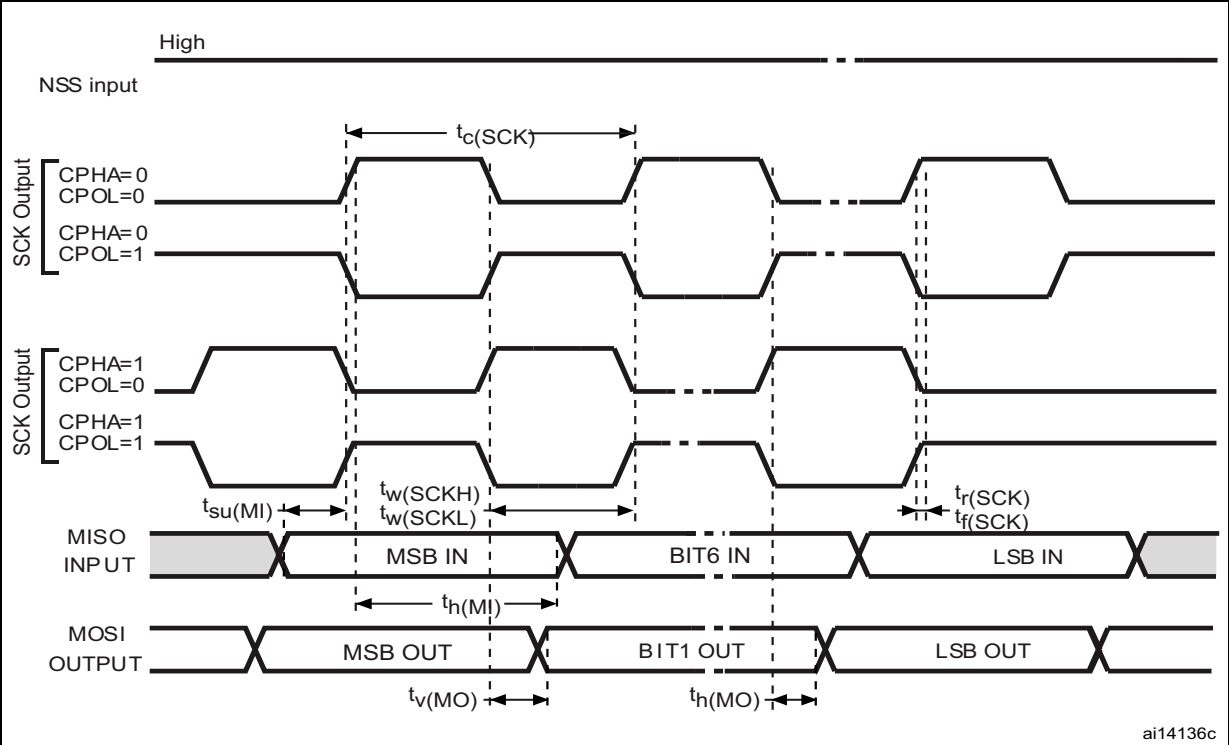 High
NSS input
tc(SCK)
SCK Output
CPHA=0
CPOL=0
CPHA=0
CPOL=1
SCK Output
CPHA=1
CPOL=0
CPHA=1
CPOL=1
tsu(MI)
tw(SCKH)
tw(SCKL)
tr(SCK)
tf(SCK)
MISO
INPUT
MSB IN
BIT6 IN
LSB IN
th(MI)
MOSI
OUTPUT
MSB OUT
BIT1 OUT
LSB OUT
tv(MO)
th(MO)
ai14136c